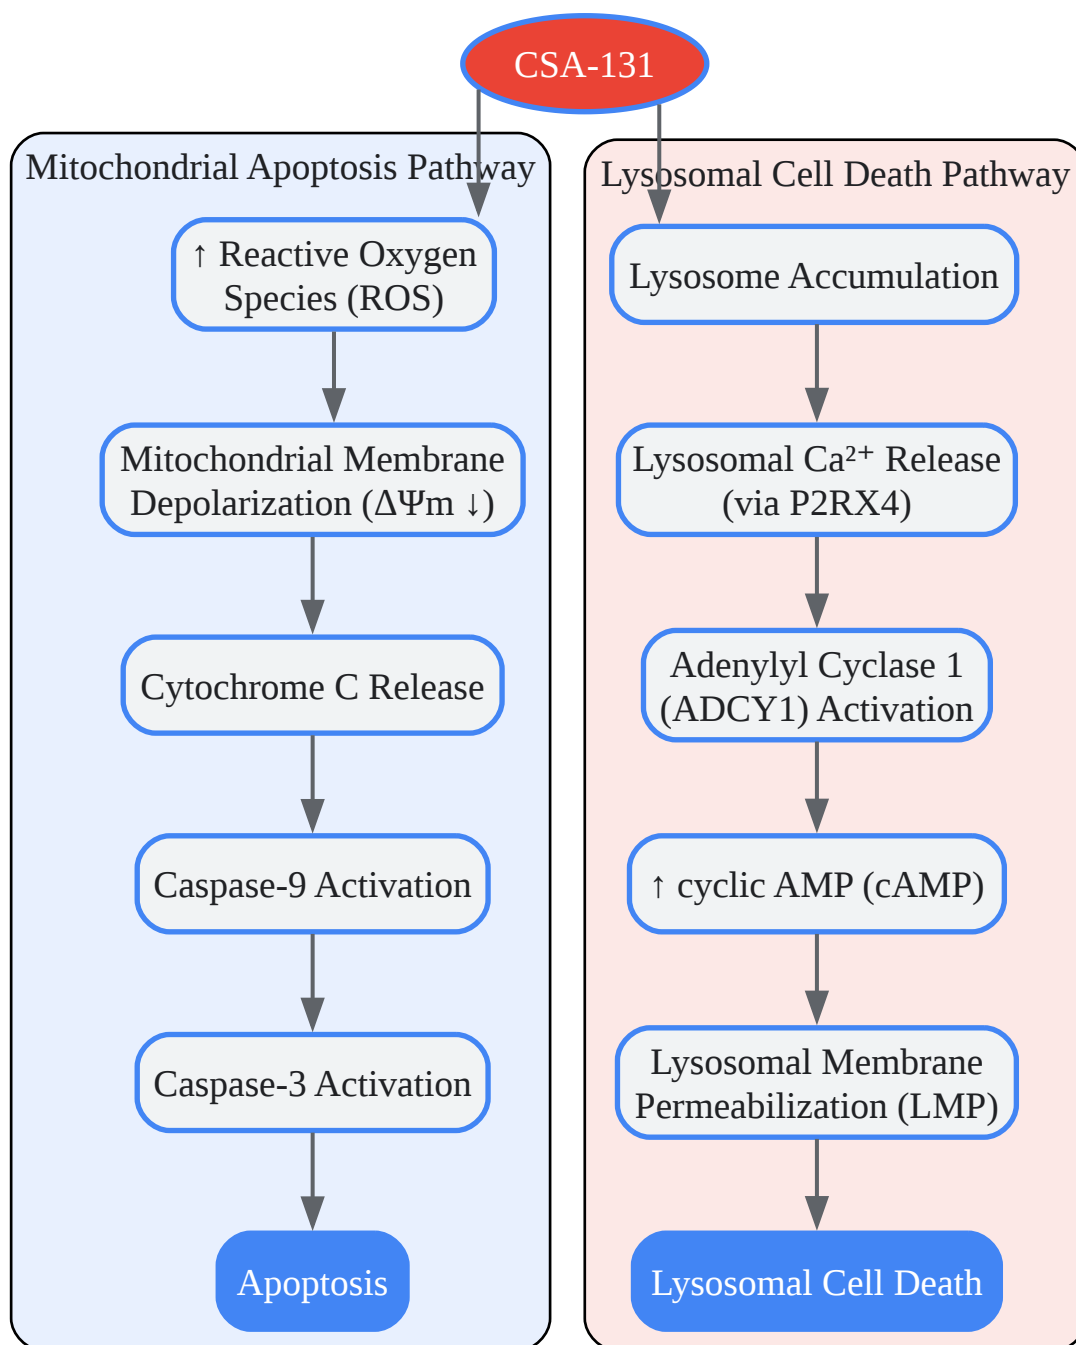 CSA-131
Mitochondrial Apoptosis Pathway
↑ Reactive Oxygen
Species (ROS)
Mitochondrial Membrane
Depolarization (ΔΨm ↓)
Cytochrome C Release
Caspase-9 Activation
Caspase-3 Activation
Apoptosis
Lysosomal Cell Death Pathway
Lysosome Accumulation
Lysosomal Ca²⁺ Release
(via P2RX4)
Adenylyl Cyclase 1
(ADCY1) Activation
↑ cyclic AMP (cAMP)
Lysosomal Membrane
Permeabilization (LMP)
Lysosomal Cell Death